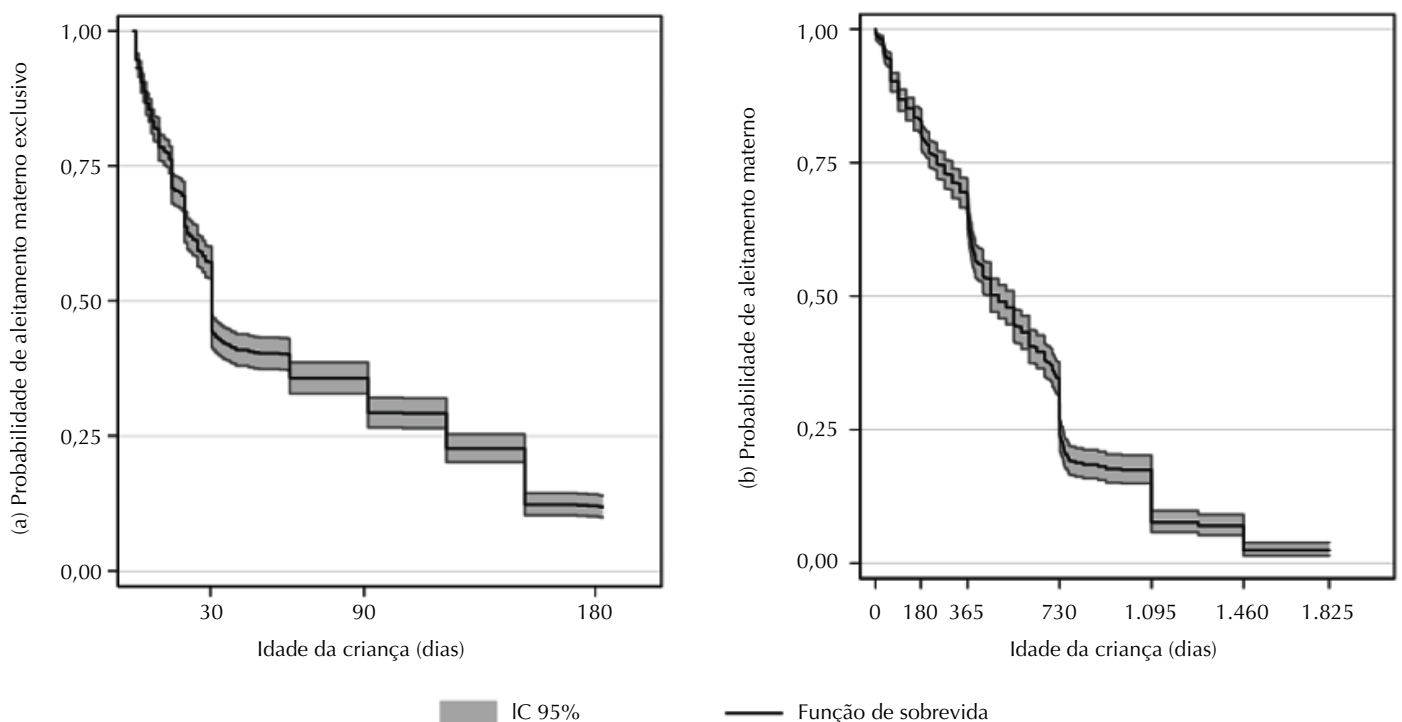 (a) Probabilidade de aleitamento materno exclusivo
1,00
0,75
0,50
0,25
0,00
30 90 180
Idade da criança (dias)
(b) Probabilidade de aleitamento materno
1,00
0,75
0,50
0,25
0,00
0 180 365 730 1.095 1.460 1.825
Idade da criança (dias)
IC 95% Função de sobrevida